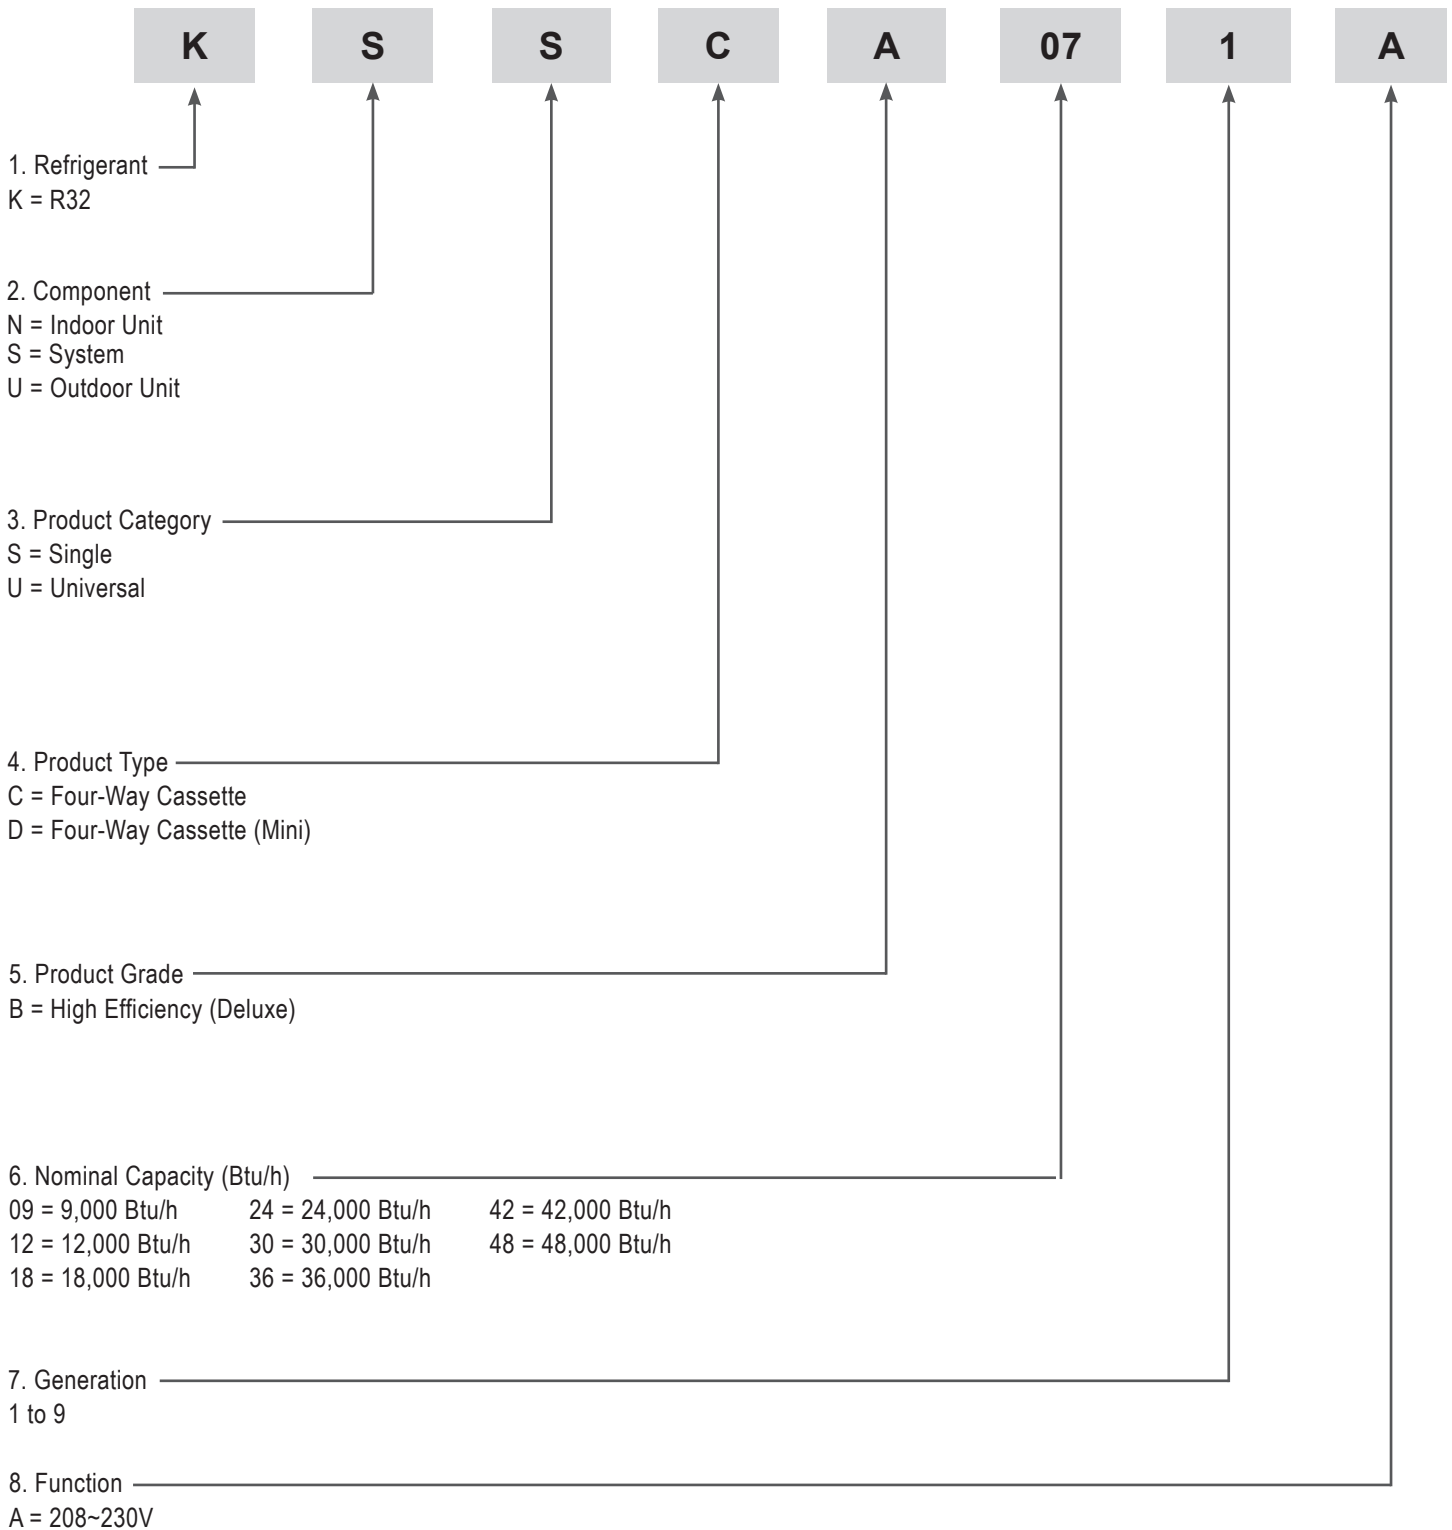 K S S C A 07 1 A
1. Refrigerant
K = R32
2. Component
N = Indoor Unit
S = System
U = Outdoor Unit
3. Product Category
S = Single
U = Universal
4. Product Type
C = Four-Way Cassette
D = Four-Way Cassette (Mini)
5. Product Grade
B = High Efficiency (Deluxe)
6. Nominal Capacity (Btu/h)
09 = 9,000 Btu/h 24 = 24,000 Btu/h 42 = 42,000 Btu/h
12 = 12,000 Btu/h 30 = 30,000 Btu/h 48 = 48,000 Btu/h
18 = 18,000 Btu/h 36 = 36,000 Btu/h
7. Generation
1 to 9
8. Function
A = 208~230V